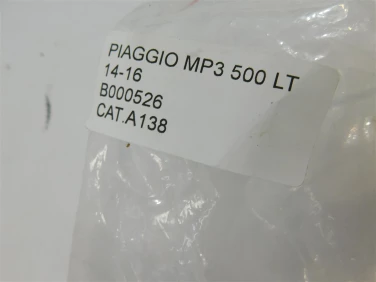 PIAGGIO MP3 500 LT
14-16
B000526
CAT.A138